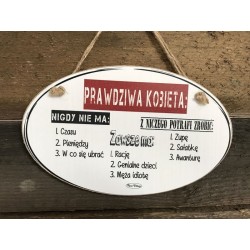 PRAWDZIWA KOBIETA:
NIGDY NIE MA:
1. Czasu
2. Pieniędzy
3. W co się ubrać
Zawsze ma:
1. Rację
2. Genialne dzieci
3. Męża idiotę
Z NICZEGO POTRAFI ZROBIĆ:
1. Zupę
2. Sałatkę
3. Awanturę